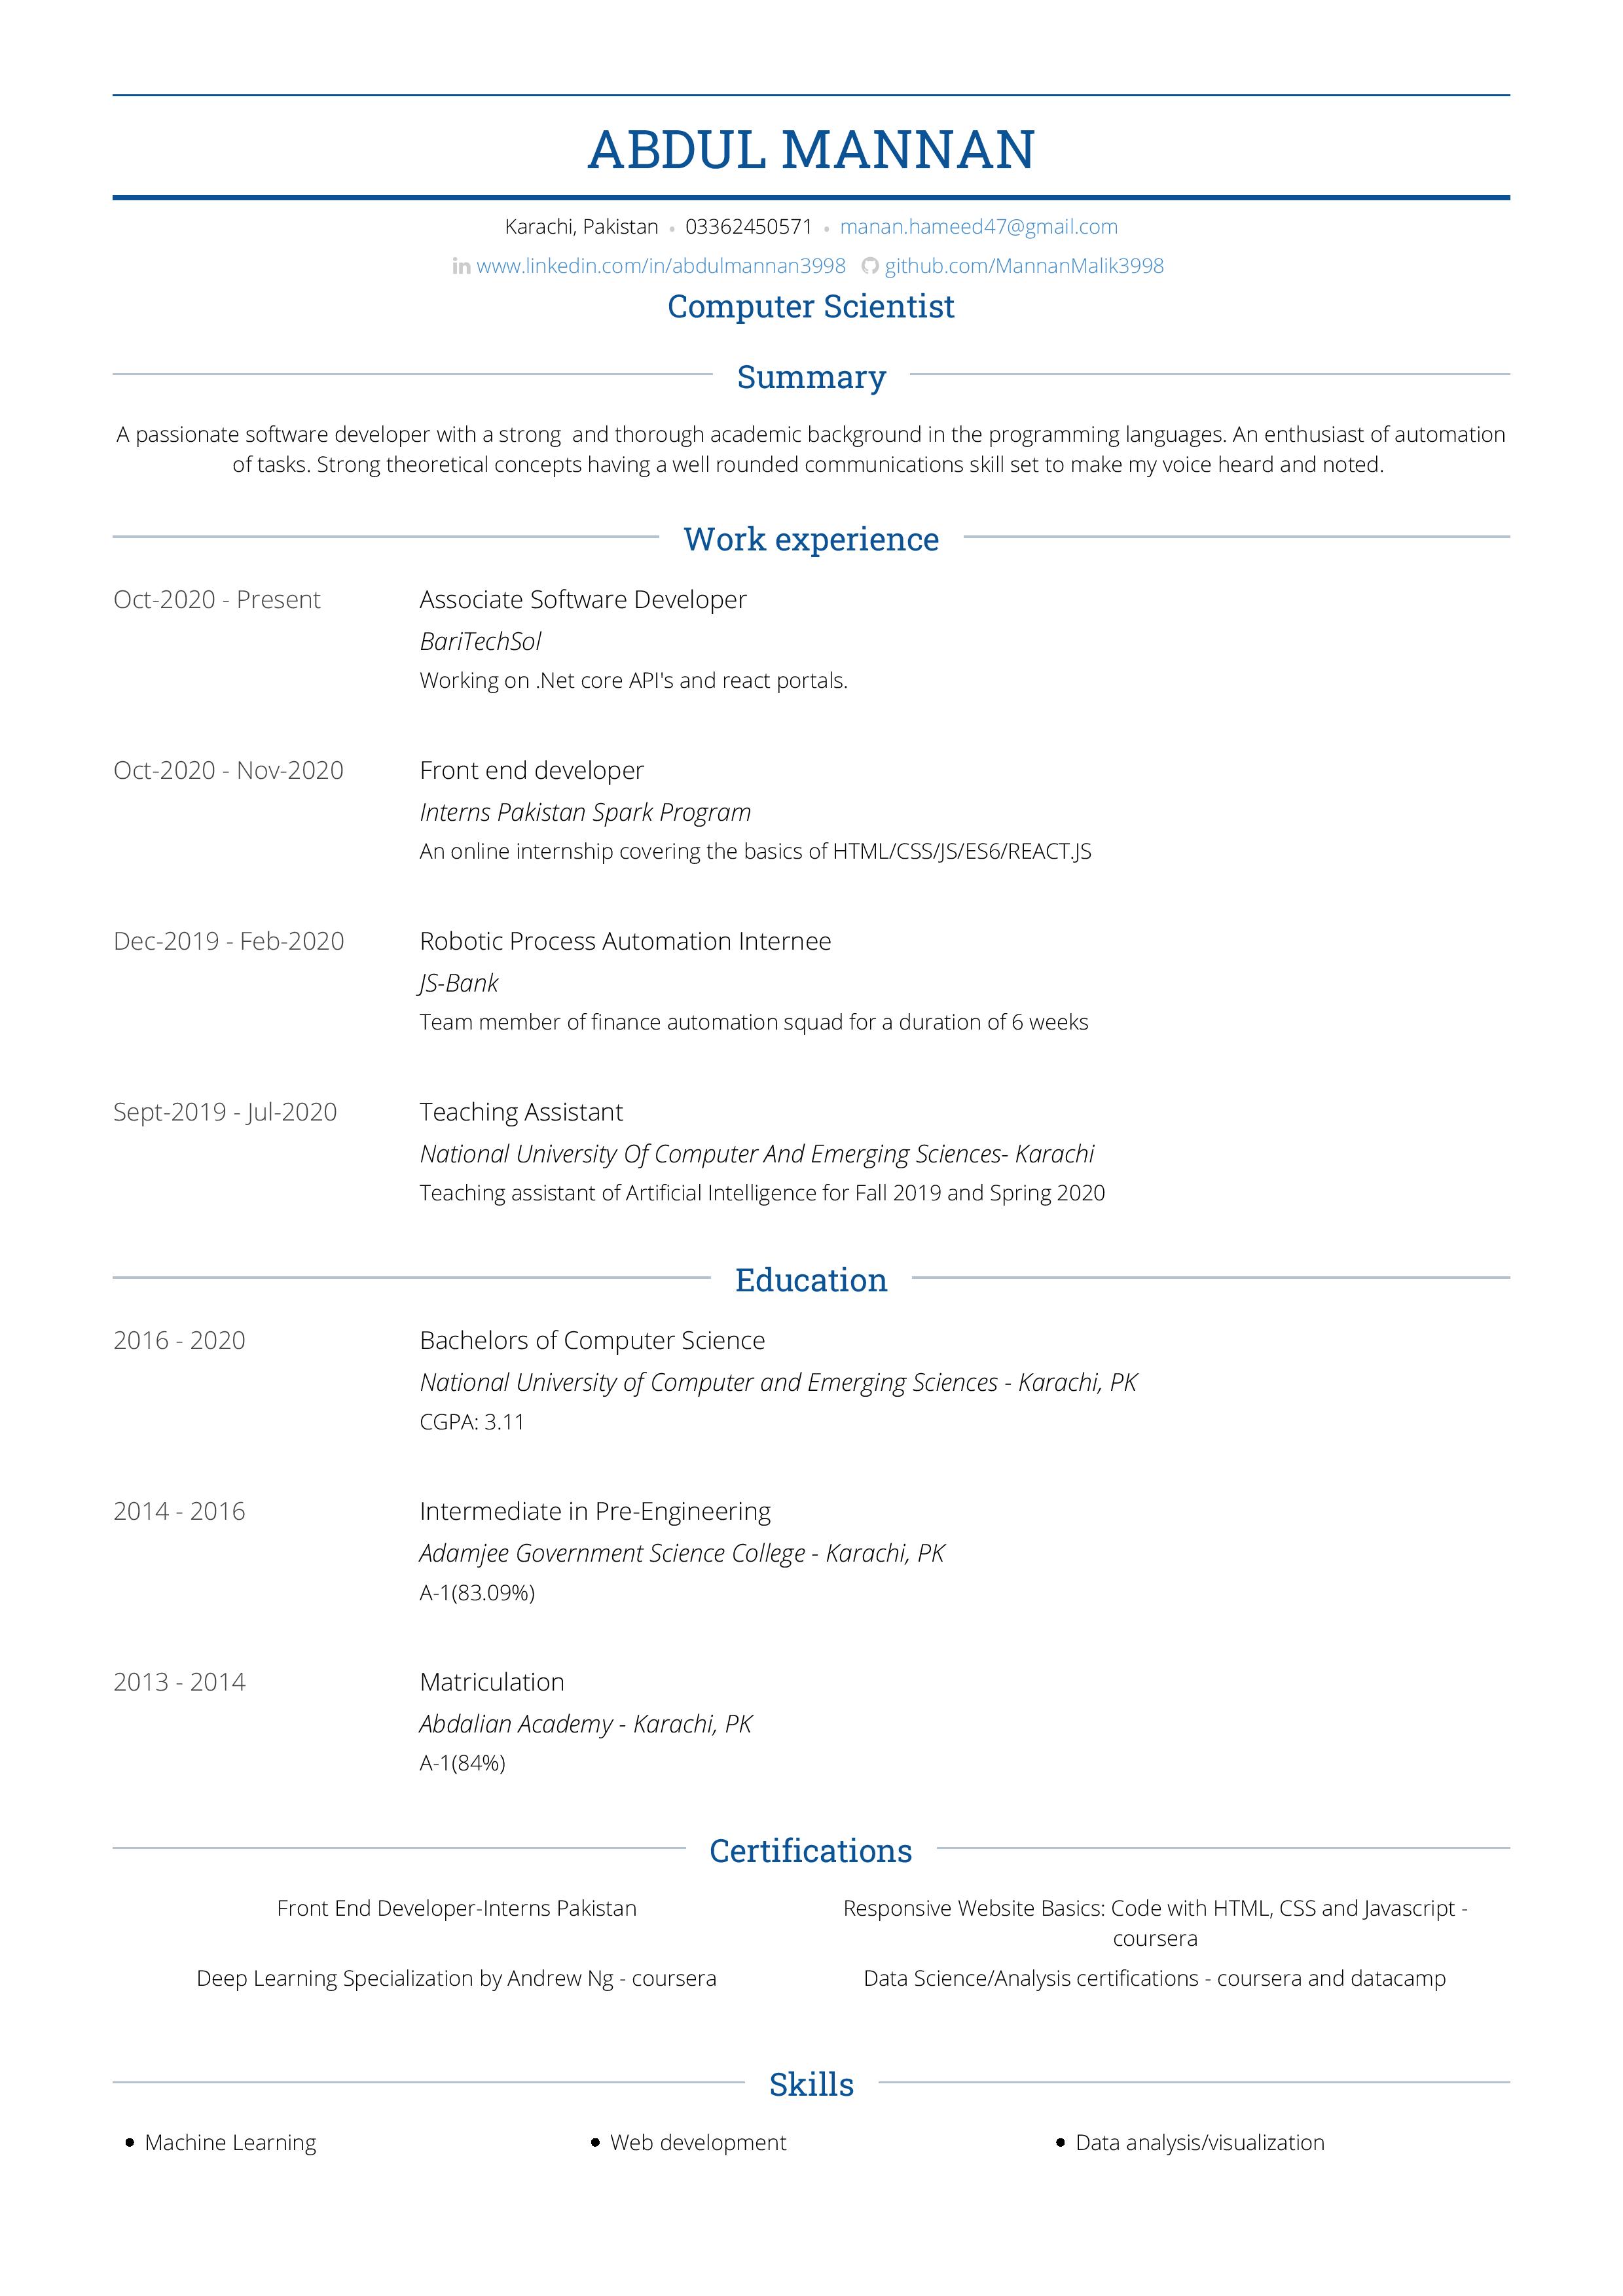 ABDUL MANNAN
Karachi, Pakistan • 03362450571 • manan.hameed47@gmail.com
www.linkedin.com/in/abdulmannan3998 github.com/MannanMalik3998
Computer Scientist
Summary
A passionate software developer with a strong  and thorough academic background in the programming languages. An enthusiast of automation
of tasks. Strong theoretical concepts having a well rounded communications skill set to make my voice heard and noted.
Work experience
Oct-2020 - Present Associate Software Developer
BariTechSol
Working on .Net core API's and react portals.
Oct-2020 - Nov-2020 Front end developer
Interns Pakistan Spark Program
An online internship covering the basics of HTML/CSS/JS/ES6/REACT.JS
Dec-2019 - Feb-2020 Robotic Process Automation Internee
JS-Bank
Team member of finance automation squad for a duration of 6 weeks
Sept-2019 - Jul-2020 Teaching Assistant
National University Of Computer And Emerging Sciences- Karachi
Teaching assistant of Artificial Intelligence for Fall 2019 and Spring 2020
Education
2016 - 2020 Bachelors of Computer Science
National University of Computer and Emerging Sciences - Karachi, PK
CGPA: 3.11
2014 - 2016 Intermediate in Pre-Engineering
Adamjee Government Science College - Karachi, PK
A-1(83.09%)
2013 - 2014 Matriculation
Abdalian Academy - Karachi, PK
A-1(84%)
Certifications
Front End Developer-Interns Pakistan
Responsive Website Basics: Code with HTML, CSS and Javascript -
coursera
Deep Learning Specialization by Andrew Ng - coursera
Data Science/Analysis certifications - coursera and datacamp
Skills
• Machine Learning • Web development • Data analysis/visualization